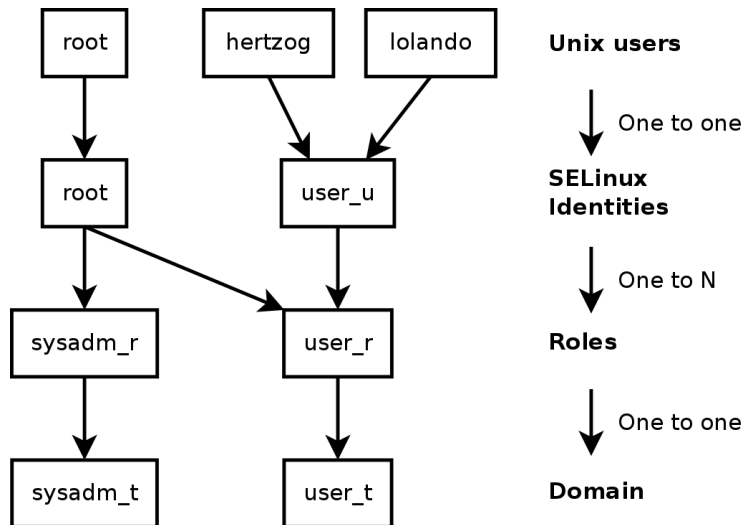 root
hertzog
lolando
Unix users
One to one
root
user_u
SELinux
Identities
One to N
sysadm_r
user_r
Roles
One to one
sysadm_t
user_t
Domain